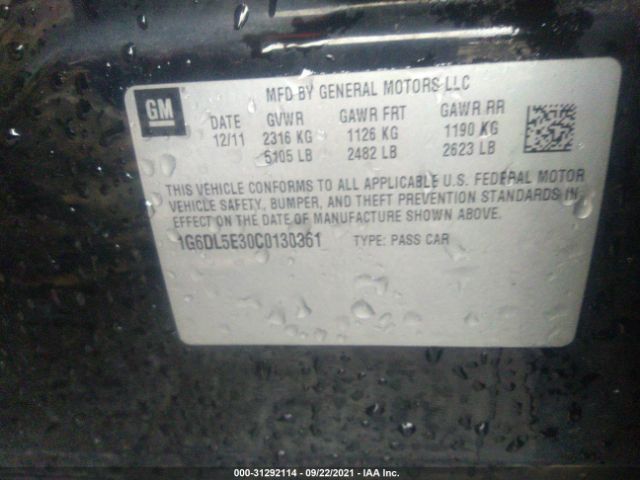 MFD BY GENERAL MOTORS LLC
GM
DATE GVWR GAWR FRT GAWR RR
12/11 2316 KG 1126 KG 1190 KG
5105 LB 2482 LB 2623 LB
THIS VEHICLE CONFORMS TO ALL APPLICABLE U.S. FEDERAL MOTOR
VEHICLE SAFETY, BUMPER, AND THEFT PREVENTION STANDARDS IN
EFFECT ON THE DATE OF MANUFACTURE SHOWN ABOVE.
1G6DL5E30C0130361 TYPE: PASS CAR
000-31292114 - 09/22/2021 - IAA Inc.